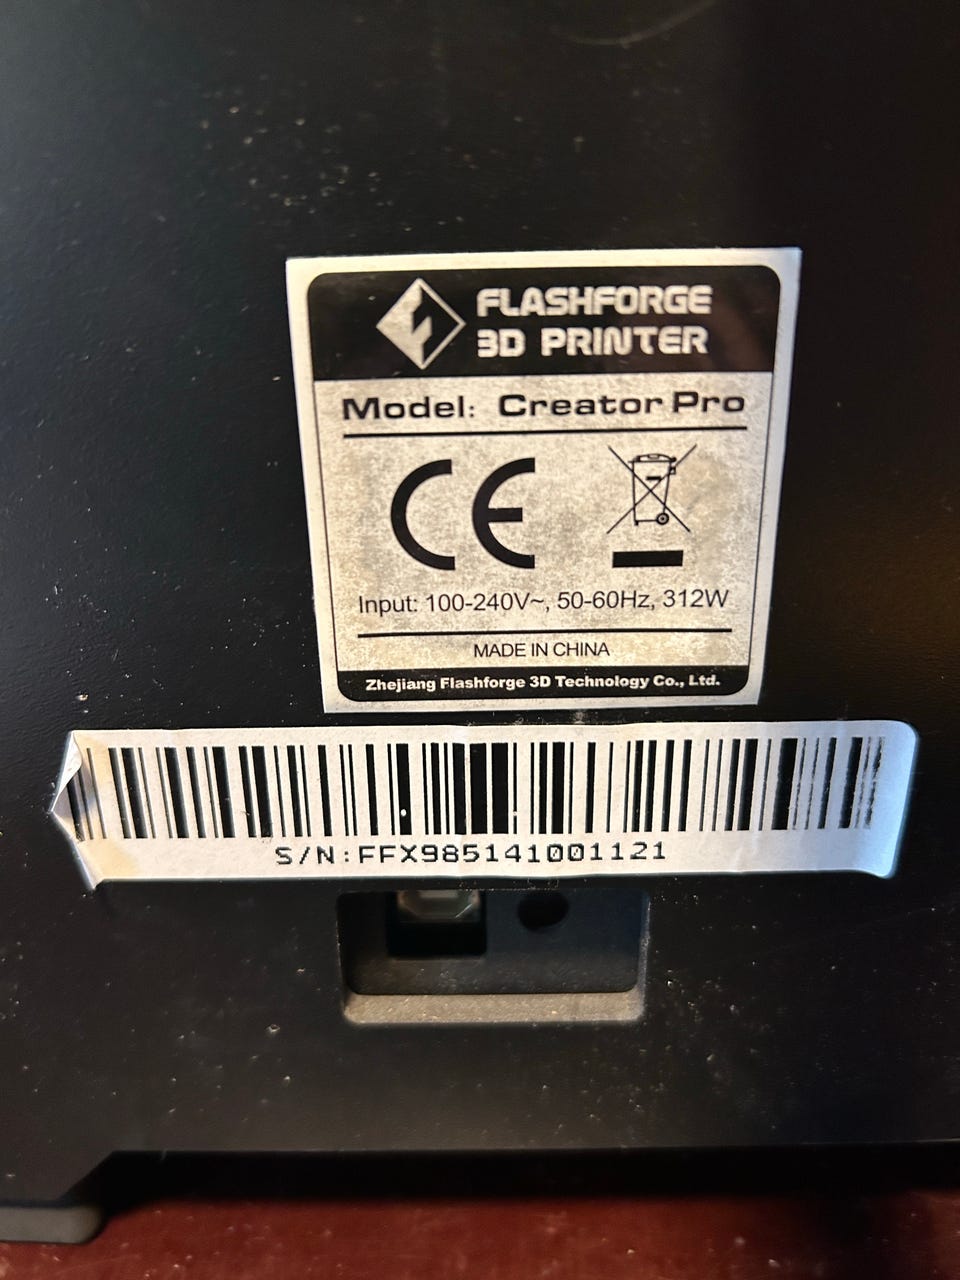 FLASHFORGE
3D PRINTER
Model: Creator Pro
CE
Input: 100-240V~, 50-60Hz, 312W
MADE IN CHINA
Zhejiang Flashforge 3D Technology Co., Ltd.
S/N:FFX985141001121